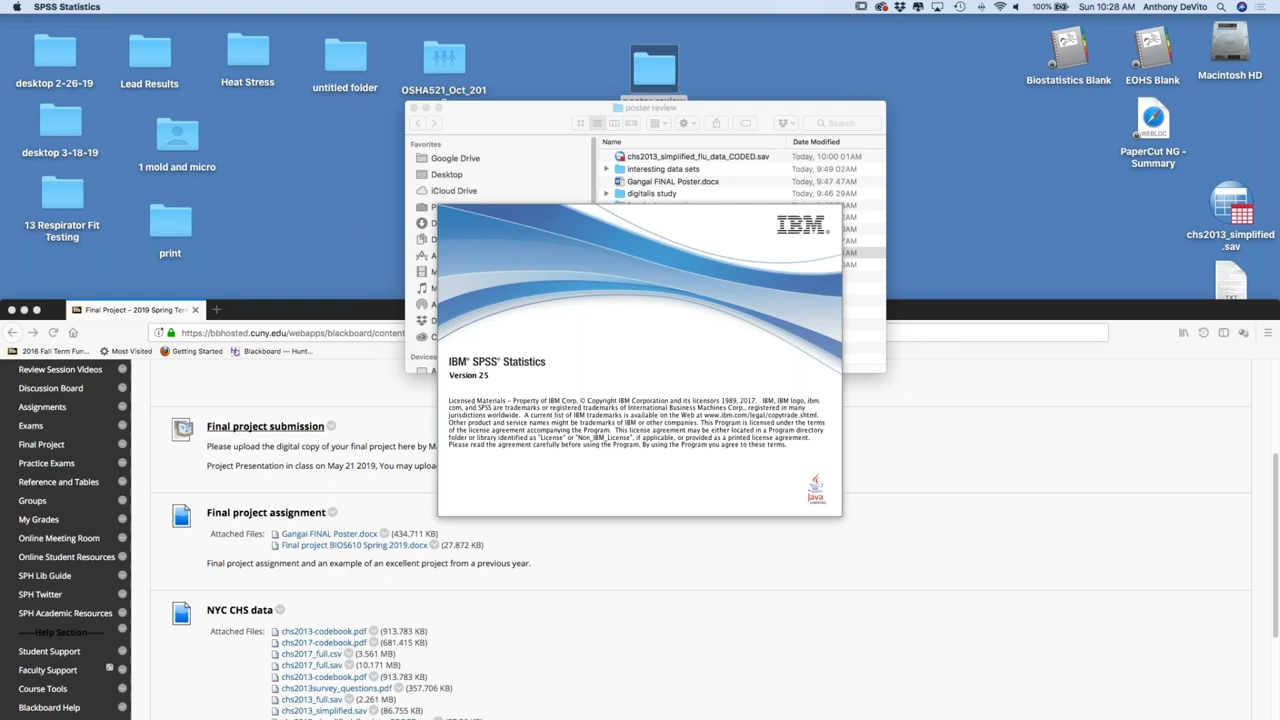 SPSS Statistics
100%
Sun 10:28 AM
Anthony DeVito
desktop 2-26-19
Lead Results
Heat Stress
untitled folder
OSHA521_Oct_201
Biostatistics Blank
EOHS Blank
Macintosh HD
desktop 3-18-19
1 mold and micro
WEBLOC
PaperCut NG -
Summary
13 Respirator Fit
Testing
print
chs2013_simplified
.sav
TXT
poster review
Search
Favorites
Google Drive
Desktop
iCloud Drive
Devices
Name
Date Modified
chs2013_simplified_flu_data_CODED.sav
Today, 10:00 01AM
interesting data sets
Today, 9:49 02AM
Gangai FINAL Poster.docx
Today, 9:47 47AM
digitalis study
Today, 9:46 29AM
IBM®
IBM® SPSS® Statistics
Version 25
Licensed Materials – Property of IBM Corp. © Copyright IBM Corporation and its licensors 1989, 2017. IBM, IBM logo, ibm.
com, and SPSS are trademarks or registered trademarks of International Business Machines Corp., registered in many
jurisdictions worldwide. A current list of IBM trademarks is available on the Web at www.ibm.com/legal/copytrade.shtml.
Other product and service names might be trademarks of IBM or other companies. This Program is licensed under the terms
of the license agreement accompanying the Program. This license agreement may be either located in a Program directory
folder or library identified as "License" or "Non_IBM_License", if applicable, or provided as a printed license agreement.
Please read the agreement carefully before using the Program. By using the Program you agree to these terms.
Java
Final Project – 2019 Spring Ter
https://bbhosted.cuny.edu/webapps/blackboard/content
2016 Fall Term Fun...
Most Visited
Getting Started
Blackboard — Hunt...
Review Session Videos
Discussion Board
Assignments
Exams
Final Project
Practice Exams
Reference and Tables
Groups
My Grades
Online Meeting Room
Online Student Resources
SPH Lib Guide
SPH Twitter
SPH Academic Resources
-----Help Section-----
Student Support
Faculty Support
Course Tools
Blackboard Help
Final project submission
Please upload the digital copy of your final project here by M
Project Presentation in class on May 21 2019, You may uploa
Final project assignment
Attached Files:
Gangai FINAL Poster.docx (434.711 KB)
Final project BIOS610 Spring 2019.docx (27.872 KB)
Final project assignment and an example of an excellent project from a previous year.
NYC CHS data
Attached Files:
chs2013-codebook.pdf (913.783 KB)
chs2017-codebook.pdf (681.415 KB)
chs2017_full.csv (3.561 MB)
chs2017_full.sav (10.171 MB)
chs2013-codebook.pdf (913.783 KB)
chs2013survey_questions.pdf (357.706 KB)
chs2013_full.sav (2.261 MB)
chs2013_simplified.sav (86.755 KB)